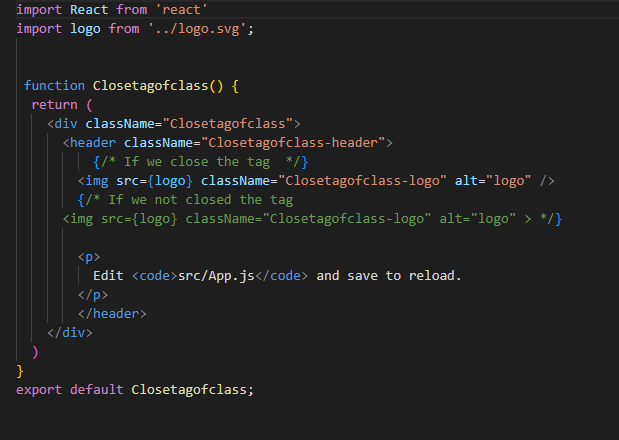 import React from 'react'
import logo from '../logo.svg';
function Closetagofclass() {
return (
<div className="Closetagofclass">
<header className="Closetagofclass-header">
{/* If we close the tag  */}
<img src={logo} className="Closetagofclass-logo" alt="logo" />
{/* If we not closed the tag
<img src={logo} className="Closetagofclass-logo" alt="logo" > */}
<p>
Edit <code>src/App.js</code> and save to reload.
</p>
</header>
</div>
)
}
export default Closetagofclass;